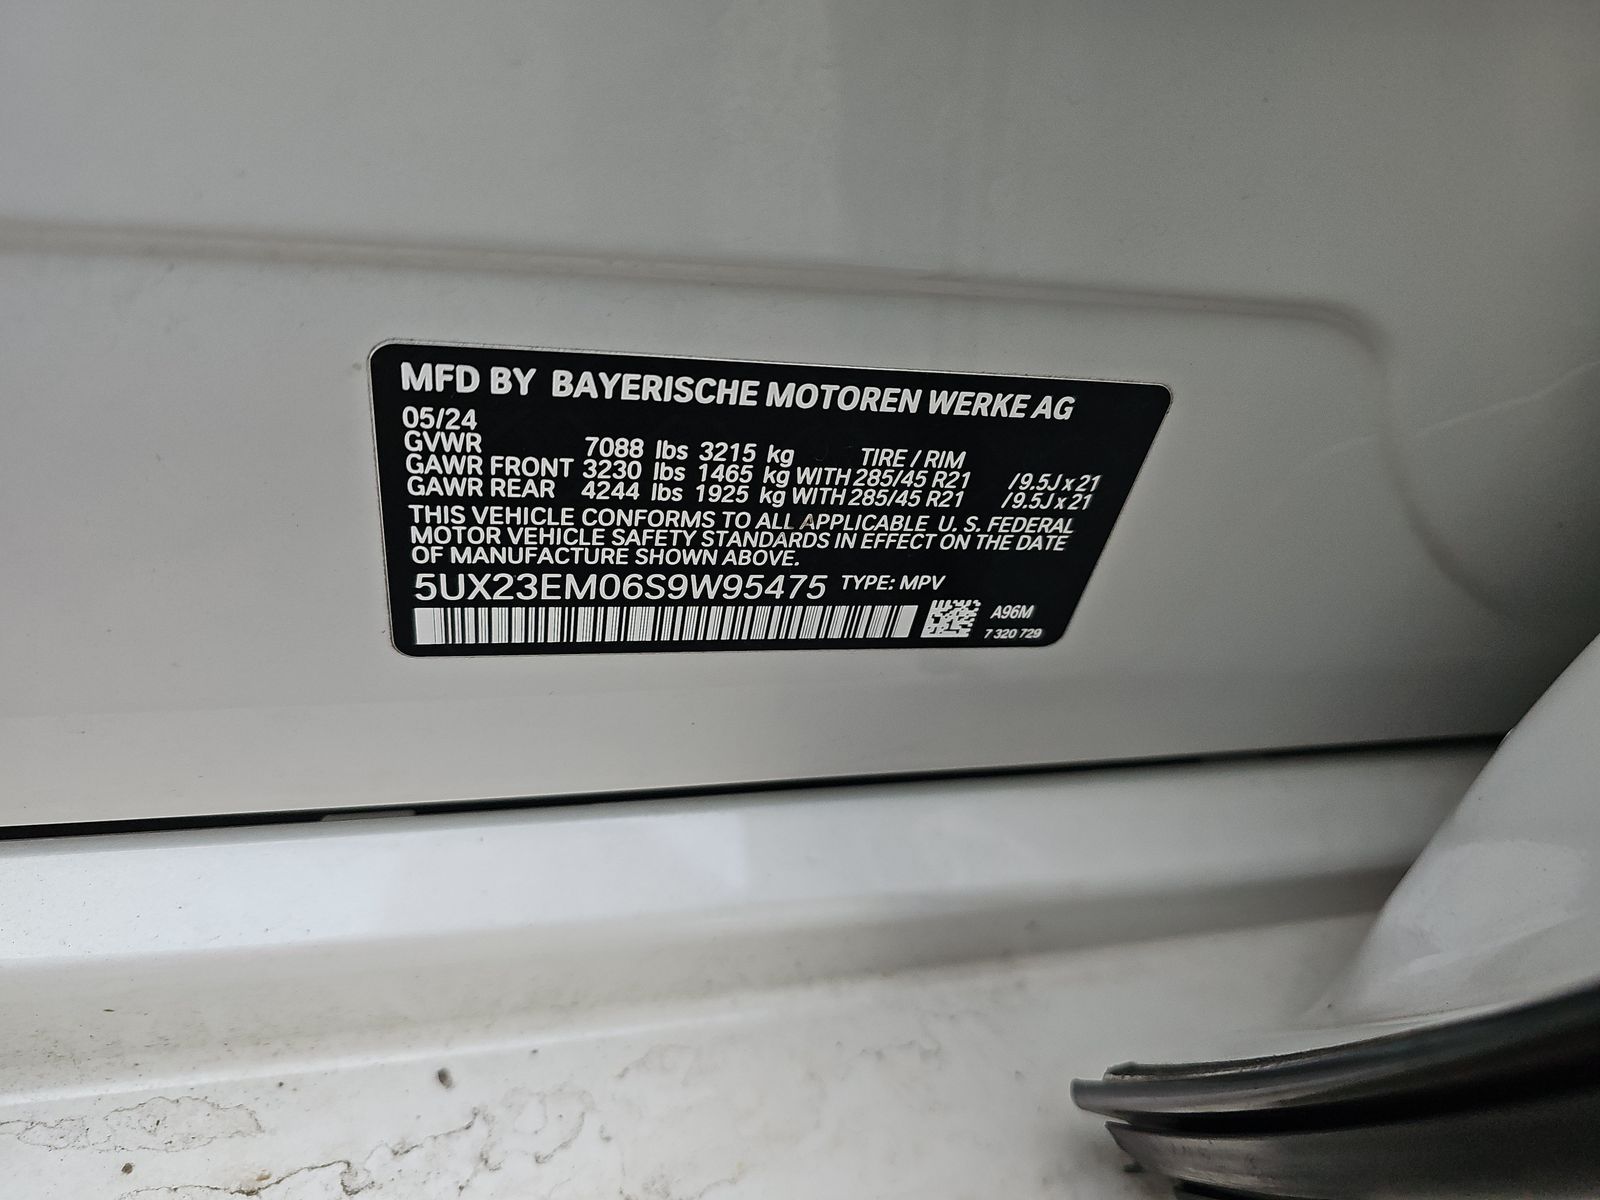 MFD BY BAYERISCHE MOTOREN WERKE AG
05/24
GVWR 7088 lbs 3215 kg TIRE / RIM
GAWR FRONT 3230 lbs 1465 kg WITH 285/45 R21 /9.5J x 21
GAWR REAR 4244 lbs 1925 kg WITH 285/45 R21 /9.5J x 21
THIS VEHICLE CONFORMS TO ALL APPLICABLE U. S. FEDERAL
MOTOR VEHICLE SAFETY STANDARDS IN EFFECT ON THE DATE
OF MANUFACTURE SHOWN ABOVE.
5UX23EM06S9W95475 TYPE: MPV
A96M
7 320 729